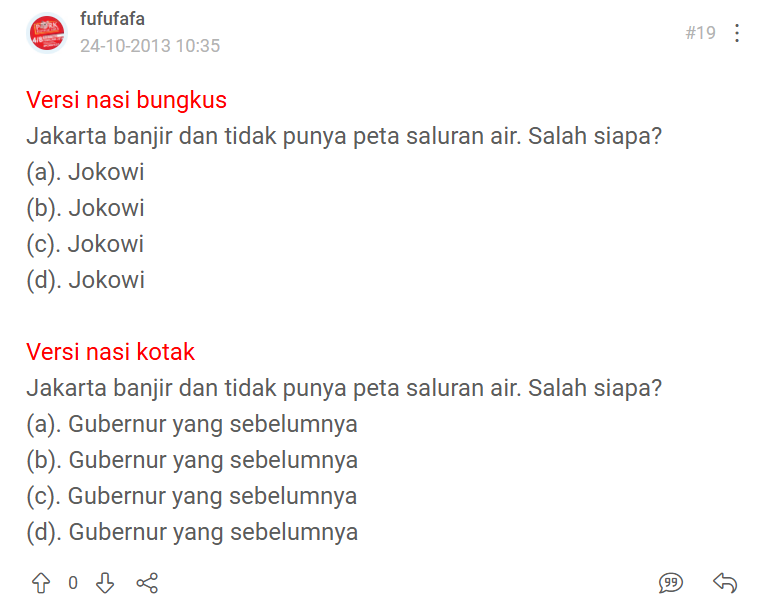 fufufafa
24-10-2013 10:35
#19
Versi nasi bungkus
Jakarta banjir dan tidak punya peta saluran air. Salah siapa?
(a). Jokowi
(b). Jokowi
(c). Jokowi
(d). Jokowi
Versi nasi kotak
Jakarta banjir dan tidak punya peta saluran air. Salah siapa?
(a). Gubernur yang sebelumnya
(b). Gubernur yang sebelumnya
(c). Gubernur yang sebelumnya
(d). Gubernur yang sebelumnya
0